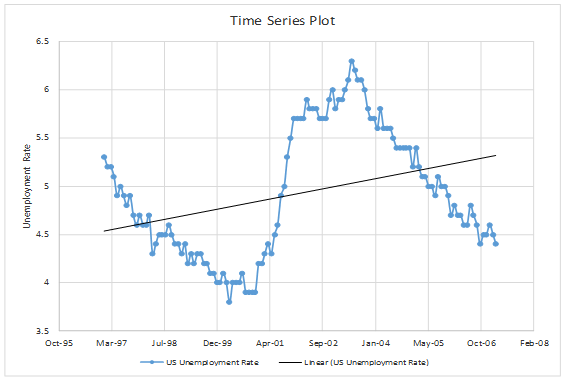 Time Series Plot
6.5
6
5.5
5
4.5
4
3.5
Unemployment Rate
Oct-95 Mar-97 Jul-98 Dec-99 Apr-01 Sep-02 Jan-04 May-05 Oct-06 Feb-08
US Unemployment Rate Linear (US Unemployment Rate)